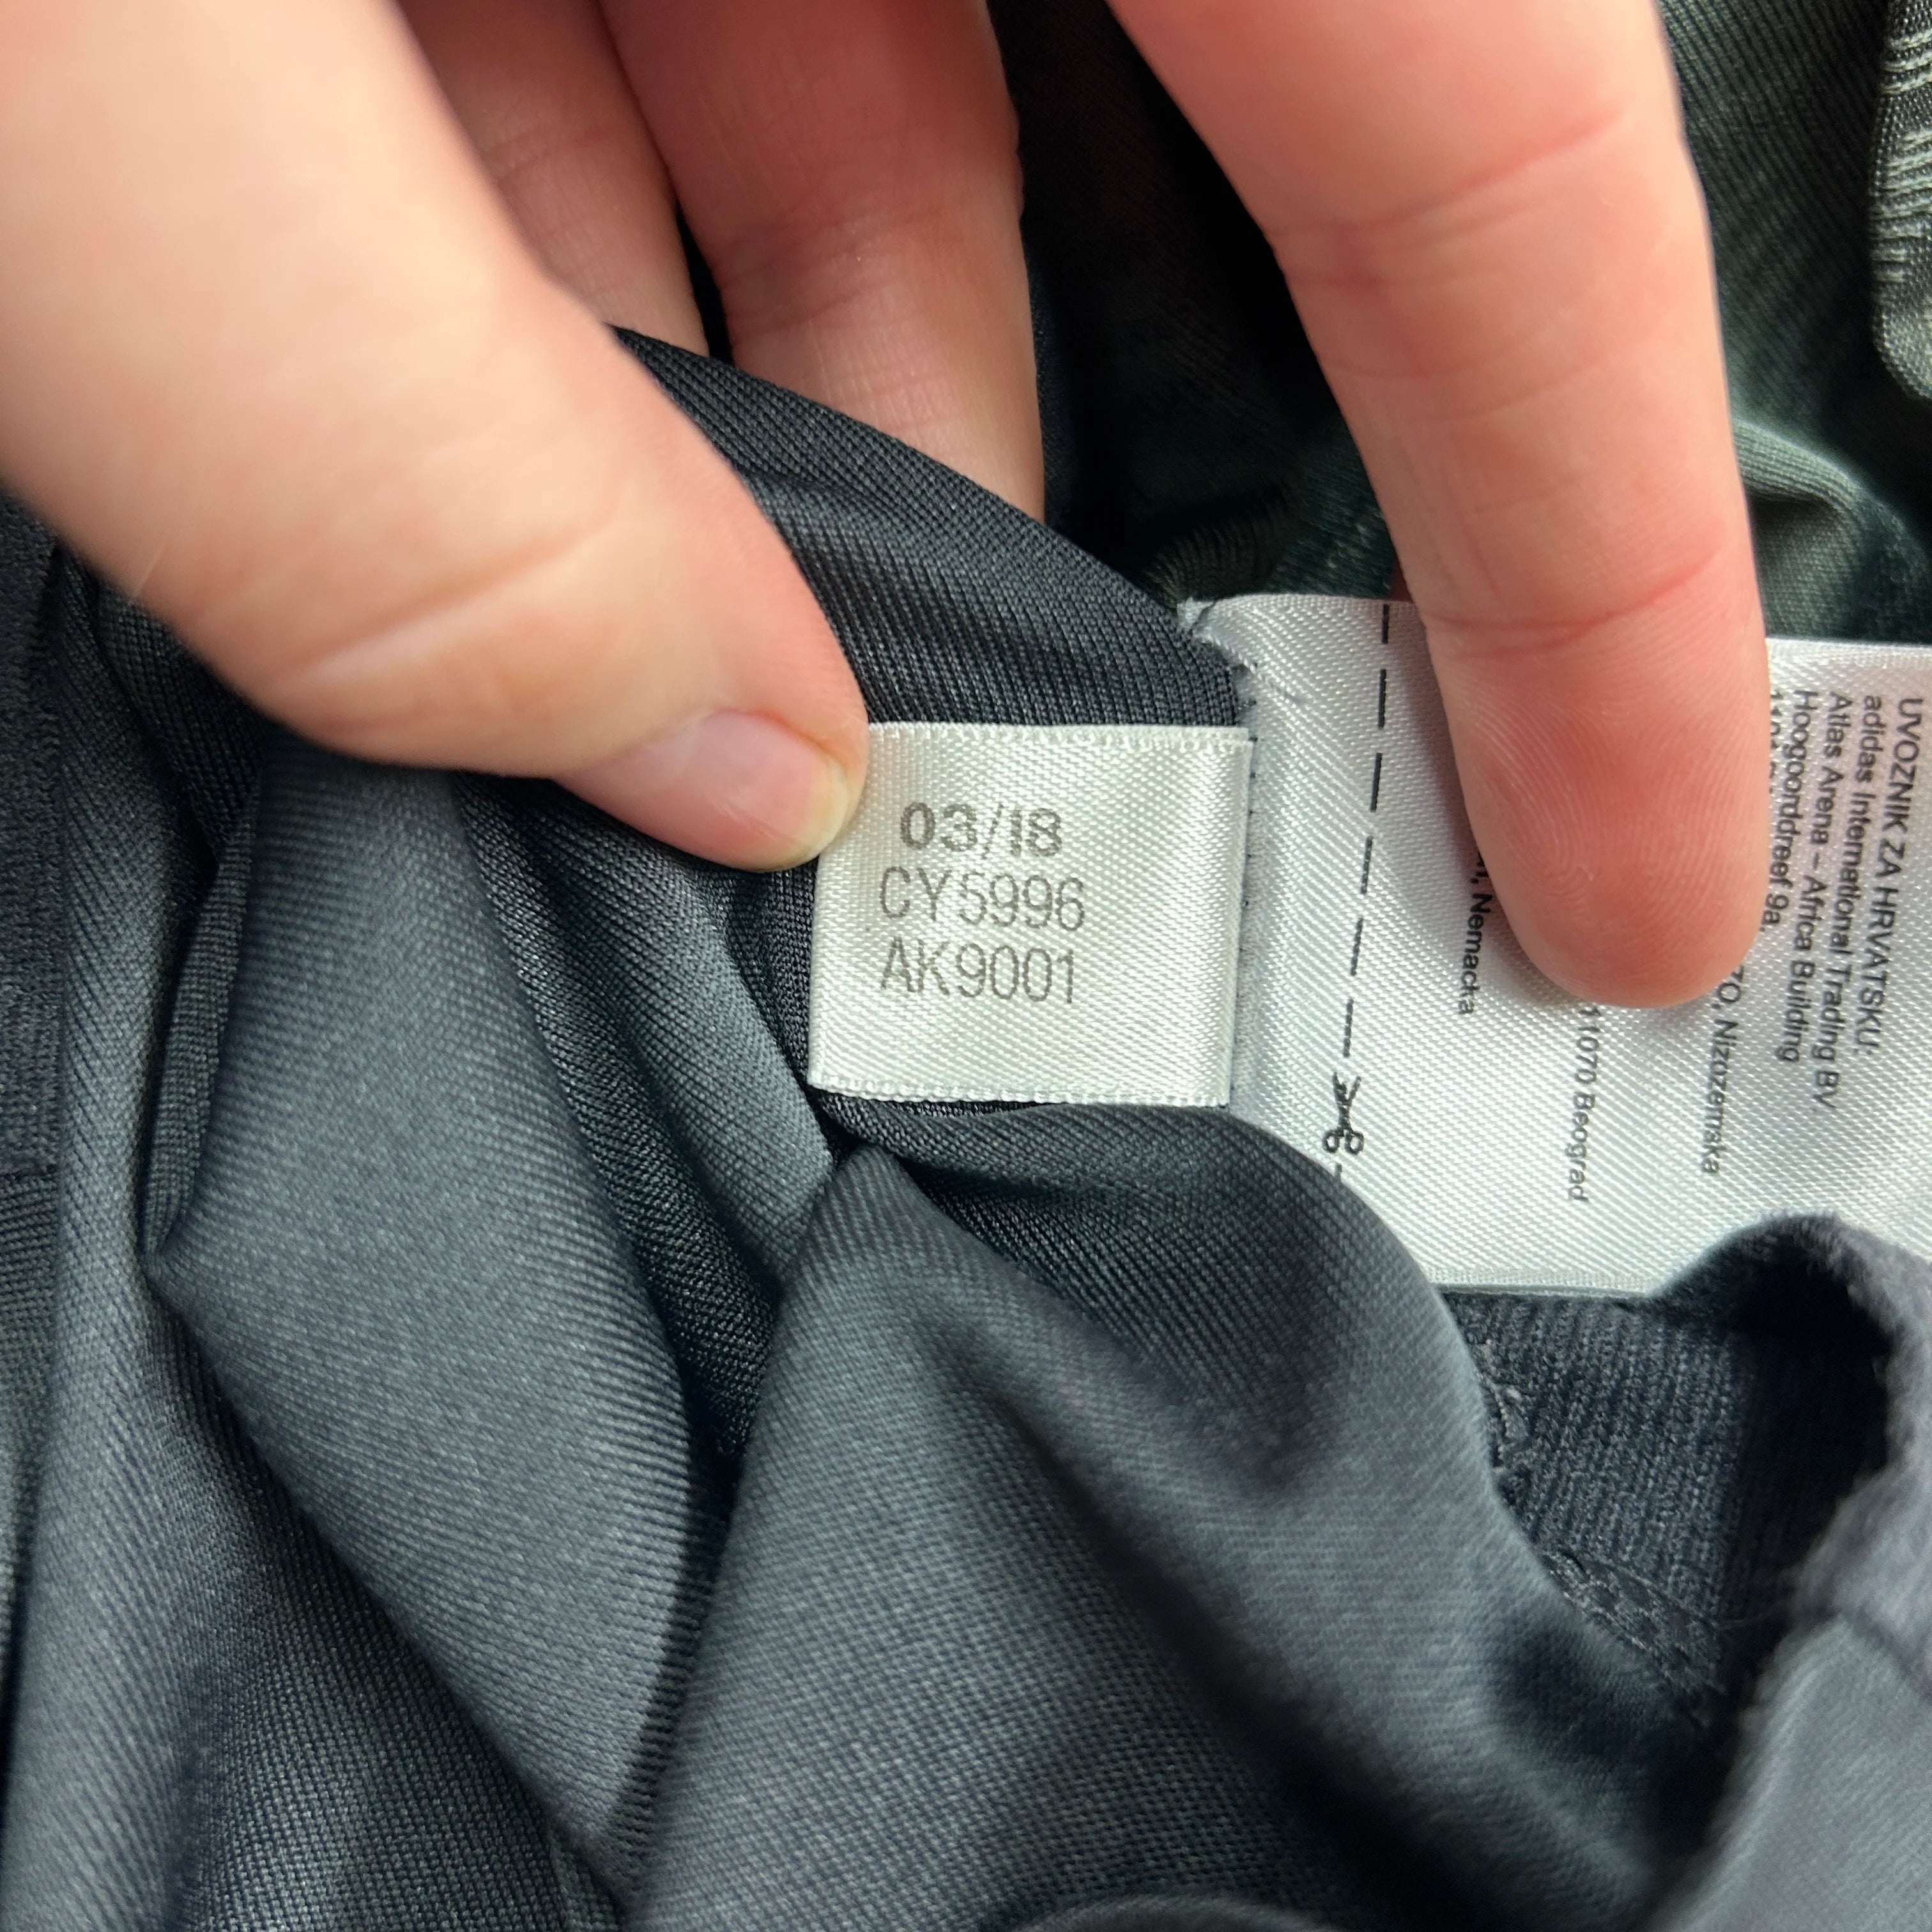 03/18
CY5996
AK9001
UVOZNIK ZA HRVATSKU:
adidas International Trading BV
Atlas Arena – Africa Building
Hoogoorddreef 9a,
Nizozemska
11070 Beograd
Nemačka